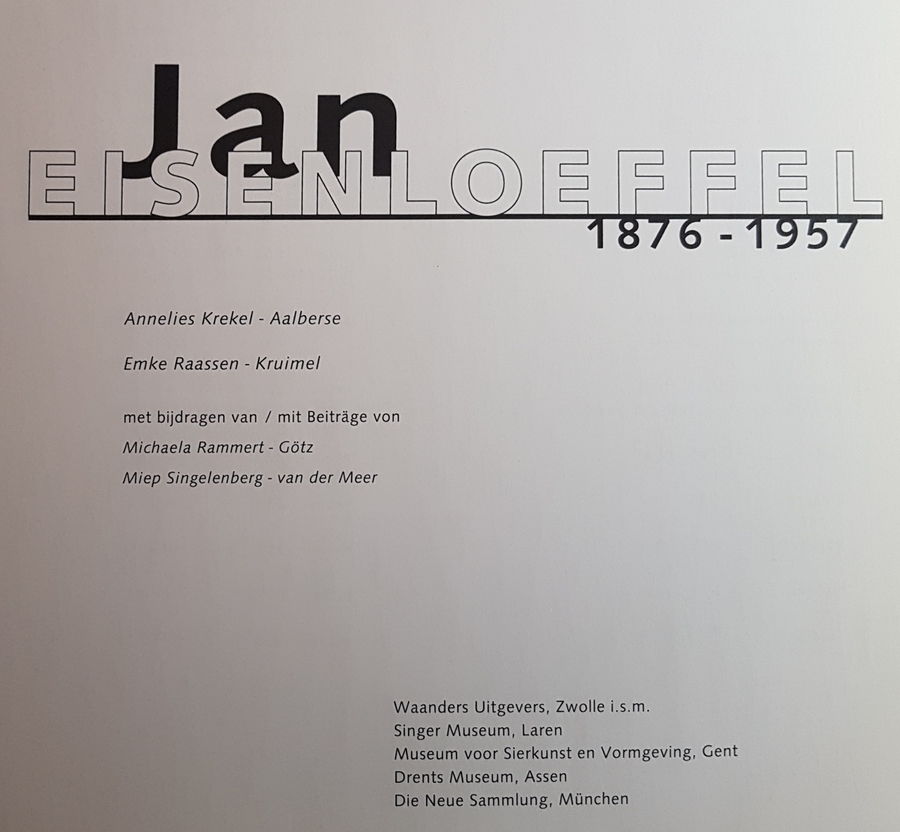 Jan
EISENLOEFFEL
1876 - 1957
Annelies Krekel - Aalberse
Emke Raassen - Kruimel
met bijdragen van / mit Beiträge von
Michaela Rammert - Götz
Miep Singelenberg - van der Meer
Waanders Uitgevers, Zwolle i.s.m.
Singer Museum, Laren
Museum voor Sierkunst en Vormgeving, Gent
Drents Museum, Assen
Die Neue Sammlung, München